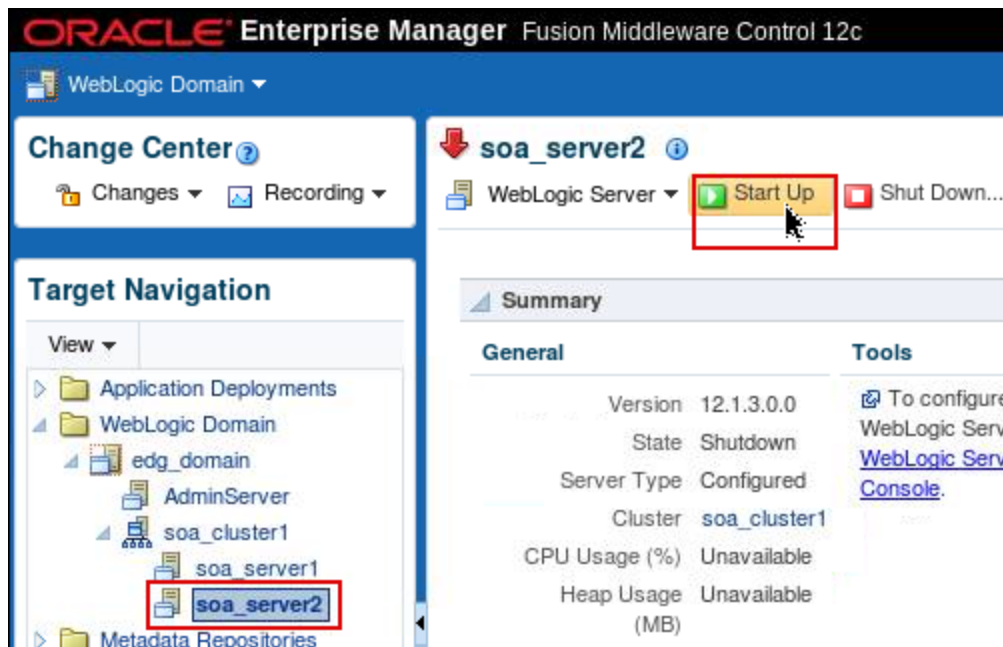 ORACLE Enterprise Manager Fusion Middleware Control 12c
WebLogic Domain
Change Center
Changes Recording
Target Navigation
View
Application Deployments
WebLogic Domain
edg_domain
AdminServer
soa_cluster1
soa_server1
soa_server2
Metadata Repositories
soa_server2
WebLogic Server Start Up Shut Down...
Summary
General
Version 12.1.3.0.0
State Shutdown
Server Type Configured
Cluster soa_cluster1
CPU Usage (%) Unavailable
Heap Usage Unavailable
(MB)
Tools
To configure
WebLogic Serv
WebLogic Serv
Console.